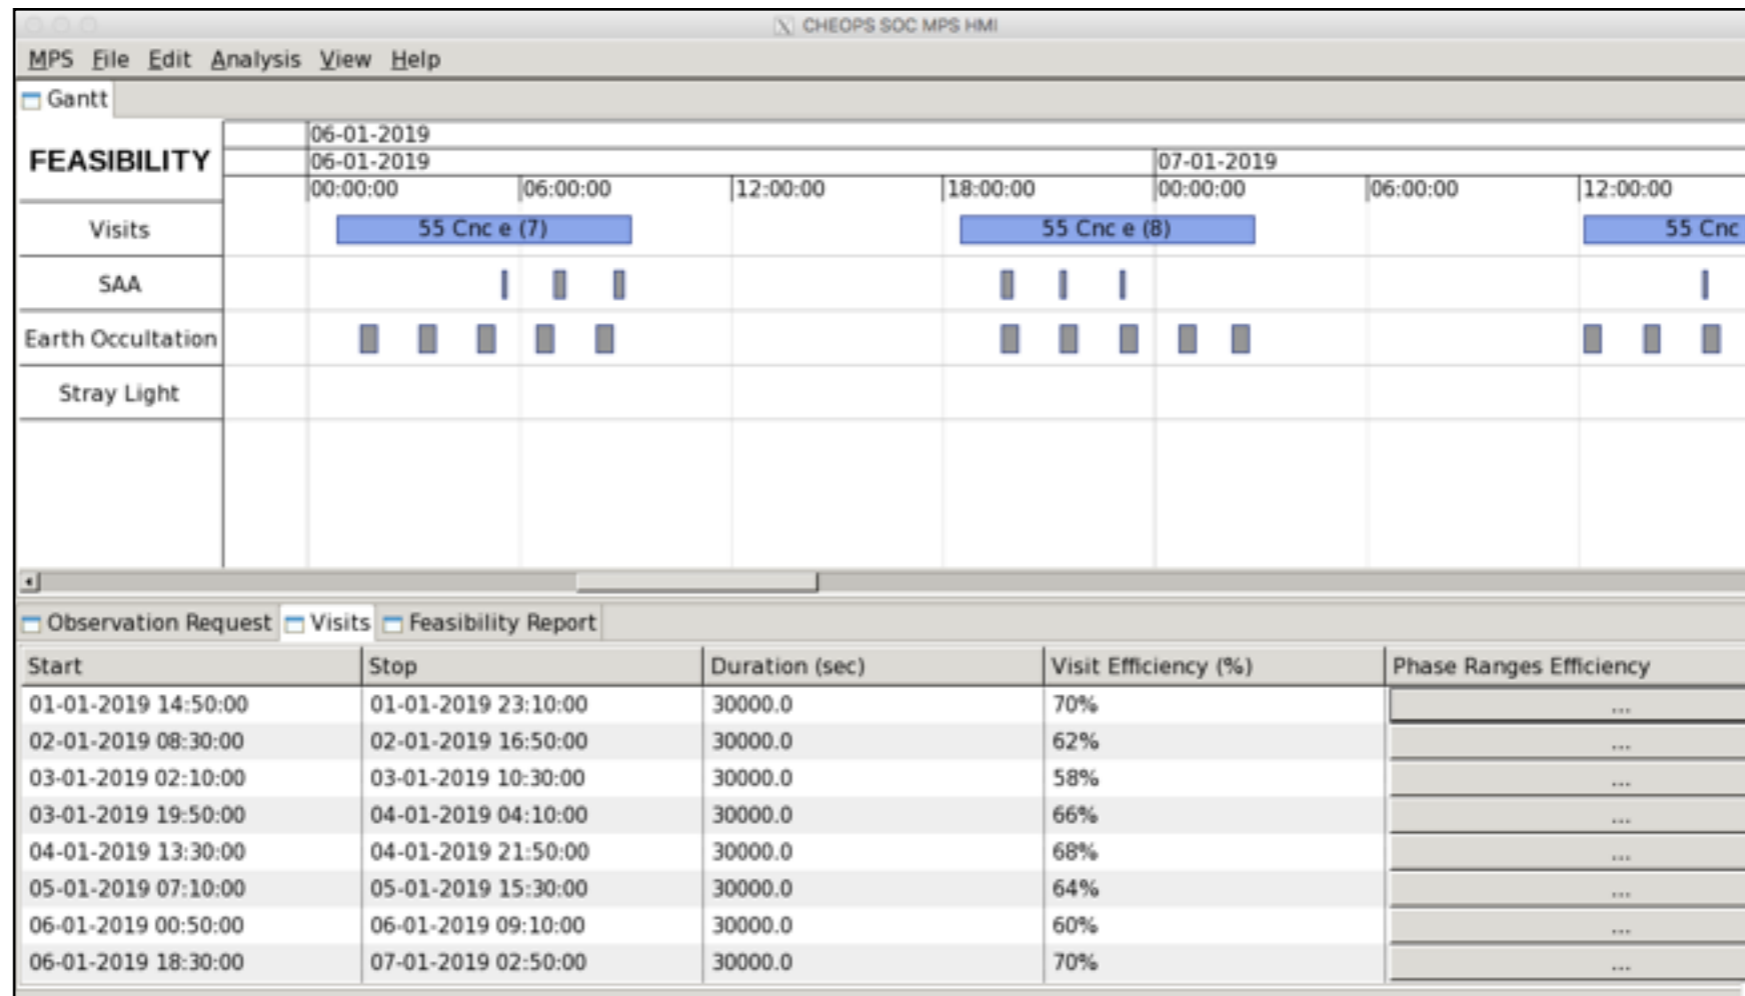 CHEOPS SOC MPS HMI
MPS File Edit Analysis View Help
Gantt
FEASIBILITY
06-01-2019
06-01-2019 07-01-2019
00:00:00 06:00:00 12:00:00 18:00:00 00:00:00 06:00:00 12:00:00
Visits 55 Cnc e (7) 55 Cnc e (8) 55 Cnc
SAA
Earth Occultation
Stray Light
Observation Request Visits Feasibility Report
Start Stop Duration (sec) Visit Efficiency (%) Phase Ranges Efficiency
01-01-2019 14:50:00 01-01-2019 23:10:00 30000.0 70% ...
02-01-2019 08:30:00 02-01-2019 16:50:00 30000.0 62% ...
03-01-2019 02:10:00 03-01-2019 10:30:00 30000.0 58% ...
03-01-2019 19:50:00 04-01-2019 04:10:00 30000.0 66% ...
04-01-2019 13:30:00 04-01-2019 21:50:00 30000.0 68% ...
05-01-2019 07:10:00 05-01-2019 15:30:00 30000.0 64% ...
06-01-2019 00:50:00 06-01-2019 09:10:00 30000.0 60% ...
06-01-2019 18:30:00 07-01-2019 02:50:00 30000.0 70% ...